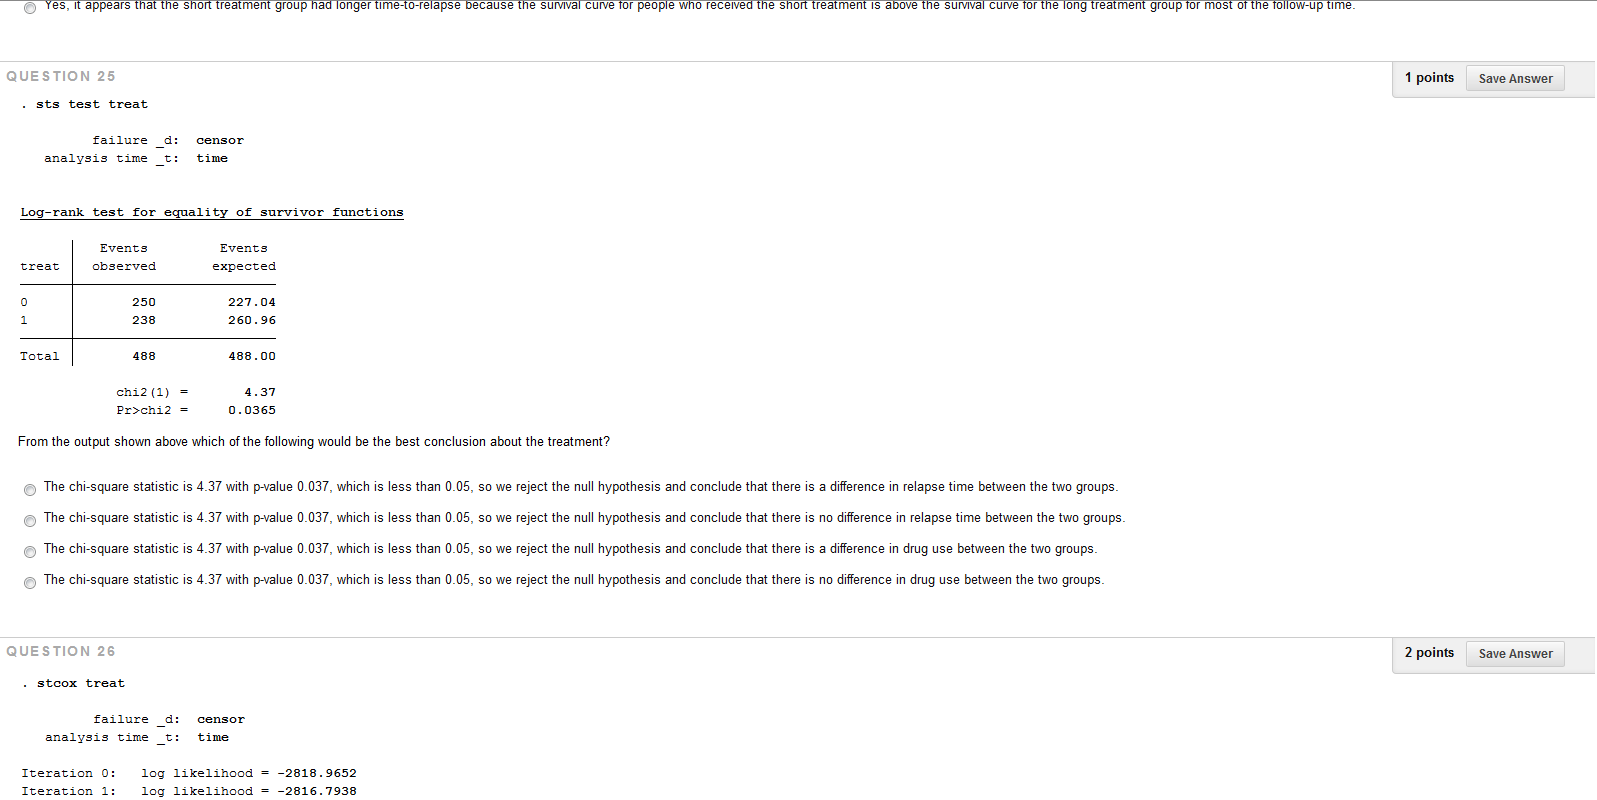 Yes, it appears that the short treatment group had longer time-to-relapse because the survival curve for people who received the short treatment is above the survival curve for the long treatment group for most of the follow-up time.
QUESTION 25
1 points
Save Answer
. sts test treat
failure _d: censor
analysis time _t: time
Log-rank test for equality of survivor functions
Events Events
treat observed expected
0 250 227.04
1 238 260.96
Total 488 488.00
chi2(1) = 4.37
Pr>chi2 = 0.0365
From the output shown above which of the following would be the best conclusion about the treatment?
The chi-square statistic is 4.37 with p-value 0.037, which is less than 0.05, so we reject the null hypothesis and conclude that there is a difference in relapse time between the two groups.
The chi-square statistic is 4.37 with p-value 0.037, which is less than 0.05, so we reject the null hypothesis and conclude that there is no difference in relapse time between the two groups.
The chi-square statistic is 4.37 with p-value 0.037, which is less than 0.05, so we reject the null hypothesis and conclude that there is a difference in drug use between the two groups.
The chi-square statistic is 4.37 with p-value 0.037, which is less than 0.05, so we reject the null hypothesis and conclude that there is no difference in drug use between the two groups.
QUESTION 26
2 points
Save Answer
. stcox treat
failure _d: censor
analysis time _t: time
Iteration 0: log likelihood = -2818.9652
Iteration 1: log likelihood = -2816.7938